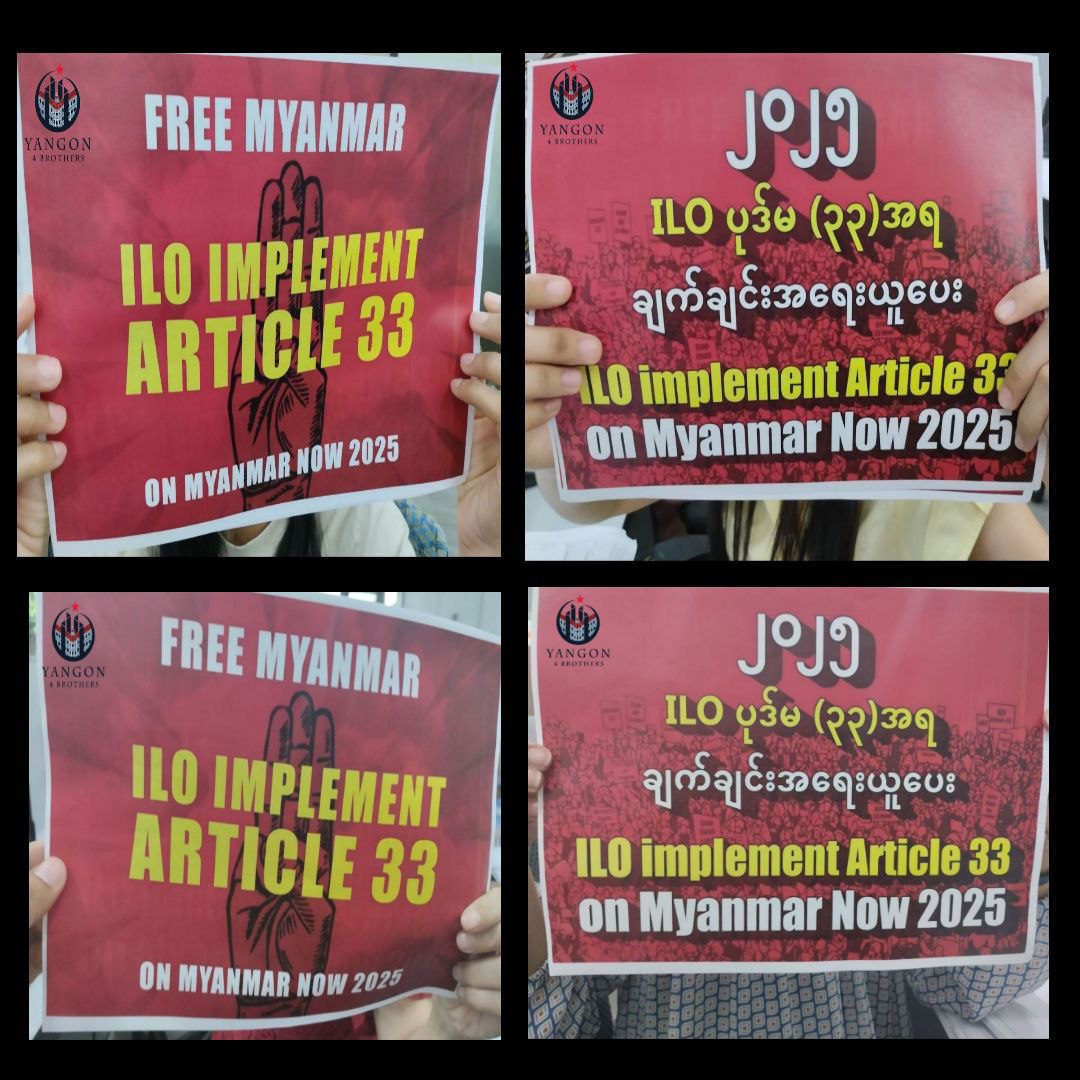 YANGON
4 BROTHERS
FREE MYANMAR
ILO IMPLEMENT
ARTICLE 33
ON MYANMAR NOW 2025
YANGON
4 BROTHERS
၂၀၂၅
ILO ပုဒ်မ (၃၃)အရ
ချက်ချင်းအရေးယူပေး
ILO implement Article 33
on Myanmar Now 2025
YANGON
4 BROTHERS
FREE MYANMAR
ILO IMPLEMENT
ARTICLE 33
ON MYANMAR NOW 2025
YANGON
4 BROTHERS
၂၀၂၅
ILO ပုဒ်မ (၃၃)အရ
ချက်ချင်းအရေးယူပေး
ILO implement Article 33
on Myanmar Now 2025